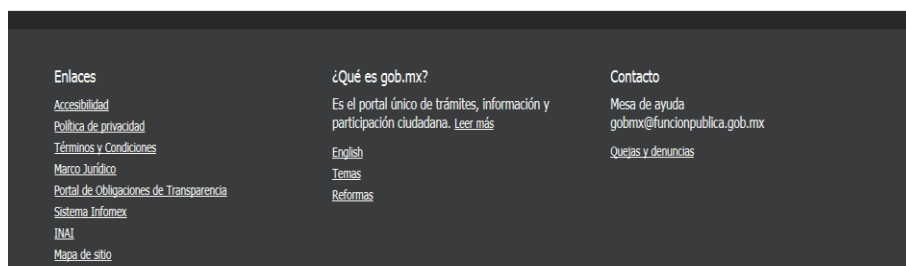 Enlaces
Accesibilidad
Política de privacidad
Términos y Condiciones
Marco Jurídico
Portal de Obligaciones de Transparencia
Sistema Infomex
INAI
Mapa de sitio
¿Qué es gob.mx?
Es el portal único de trámites, información y
participación ciudadana. Leer más
English
Temas
Reformas
Contacto
Mesa de ayuda
gobmx@funcionpublica.gob.mx
Quejas y denuncias